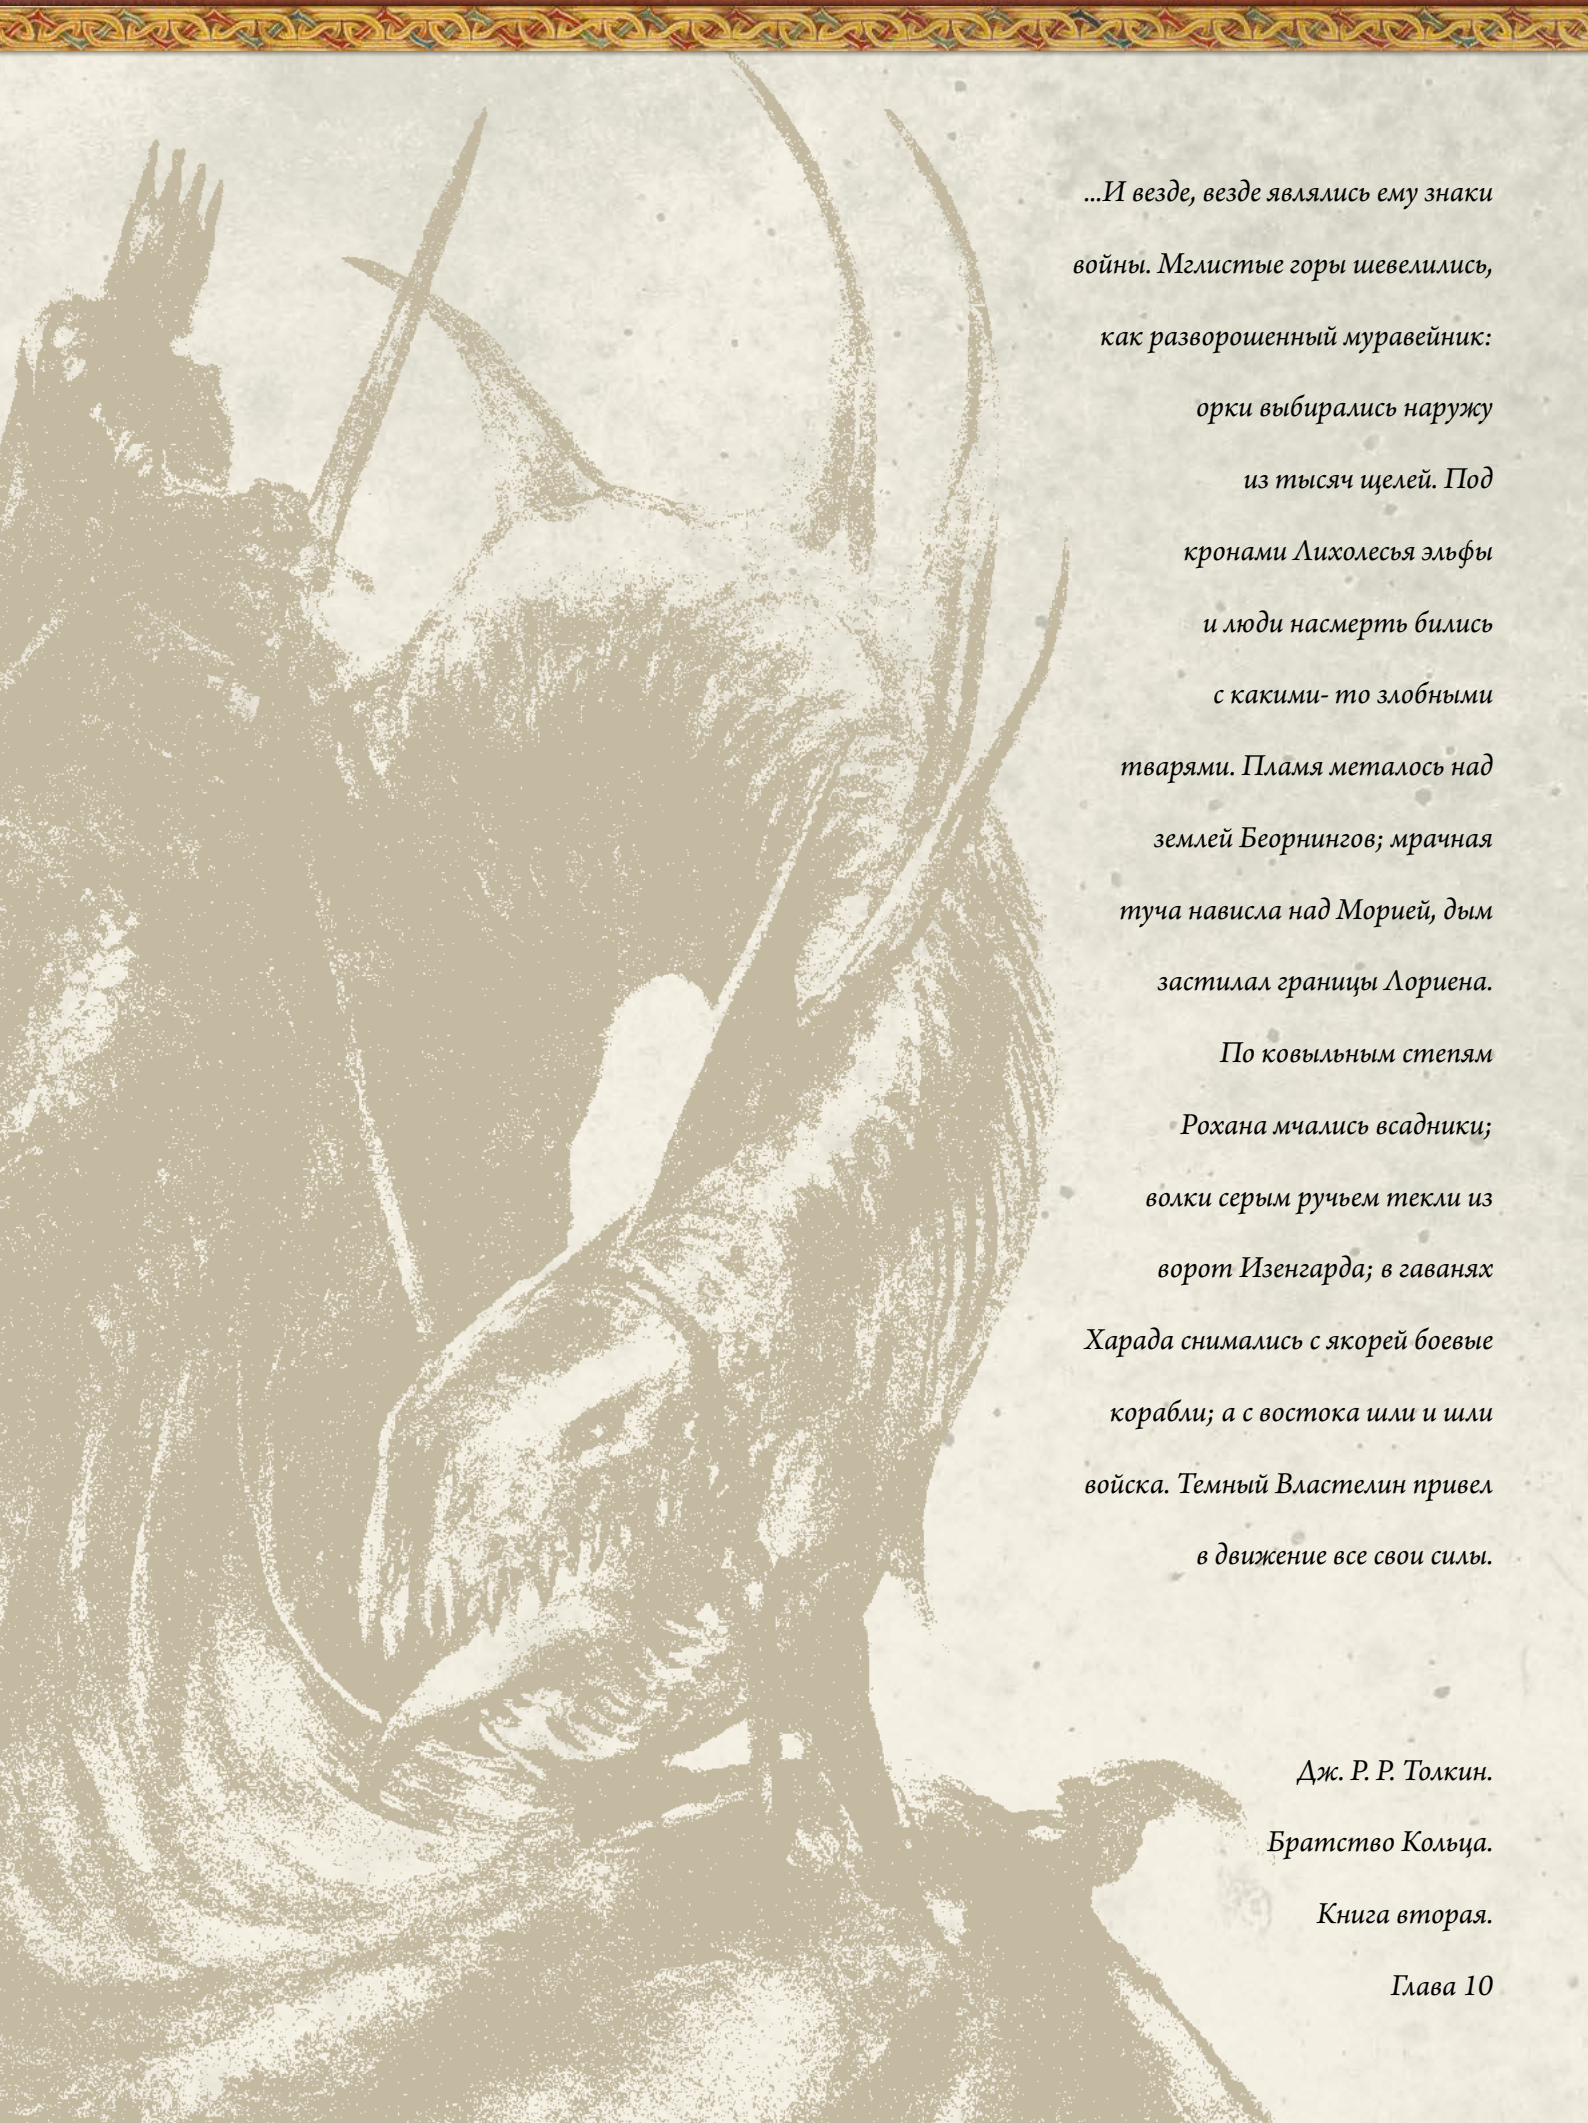 ...И везде, везде являлись ему знаки
войны. Мглистые горы шевелились,
как разворошенный муравейник:
орки выбирались наружу
из тысяч щелей. Под
кронами Лихолесья эльфы
и люди насмерть бились
с какими- то злобными
тварями. Пламя металось над
землей Беорнингов; мрачная
туча нависла над Морией, дым
застилал границы Лориена.
По ковыльным степям
Рохана мчались всадники;
волки серым ручьем текли из
ворот Изенгарда; в гаванях
Харада снимались с якорей боевые
корабли; а с востока шли и шли
войска. Темный Властелин привел
в движение все свои силы.
Дж. Р. Р. Толкин.
Братство Кольца.
Книга вторая.
Глава 10